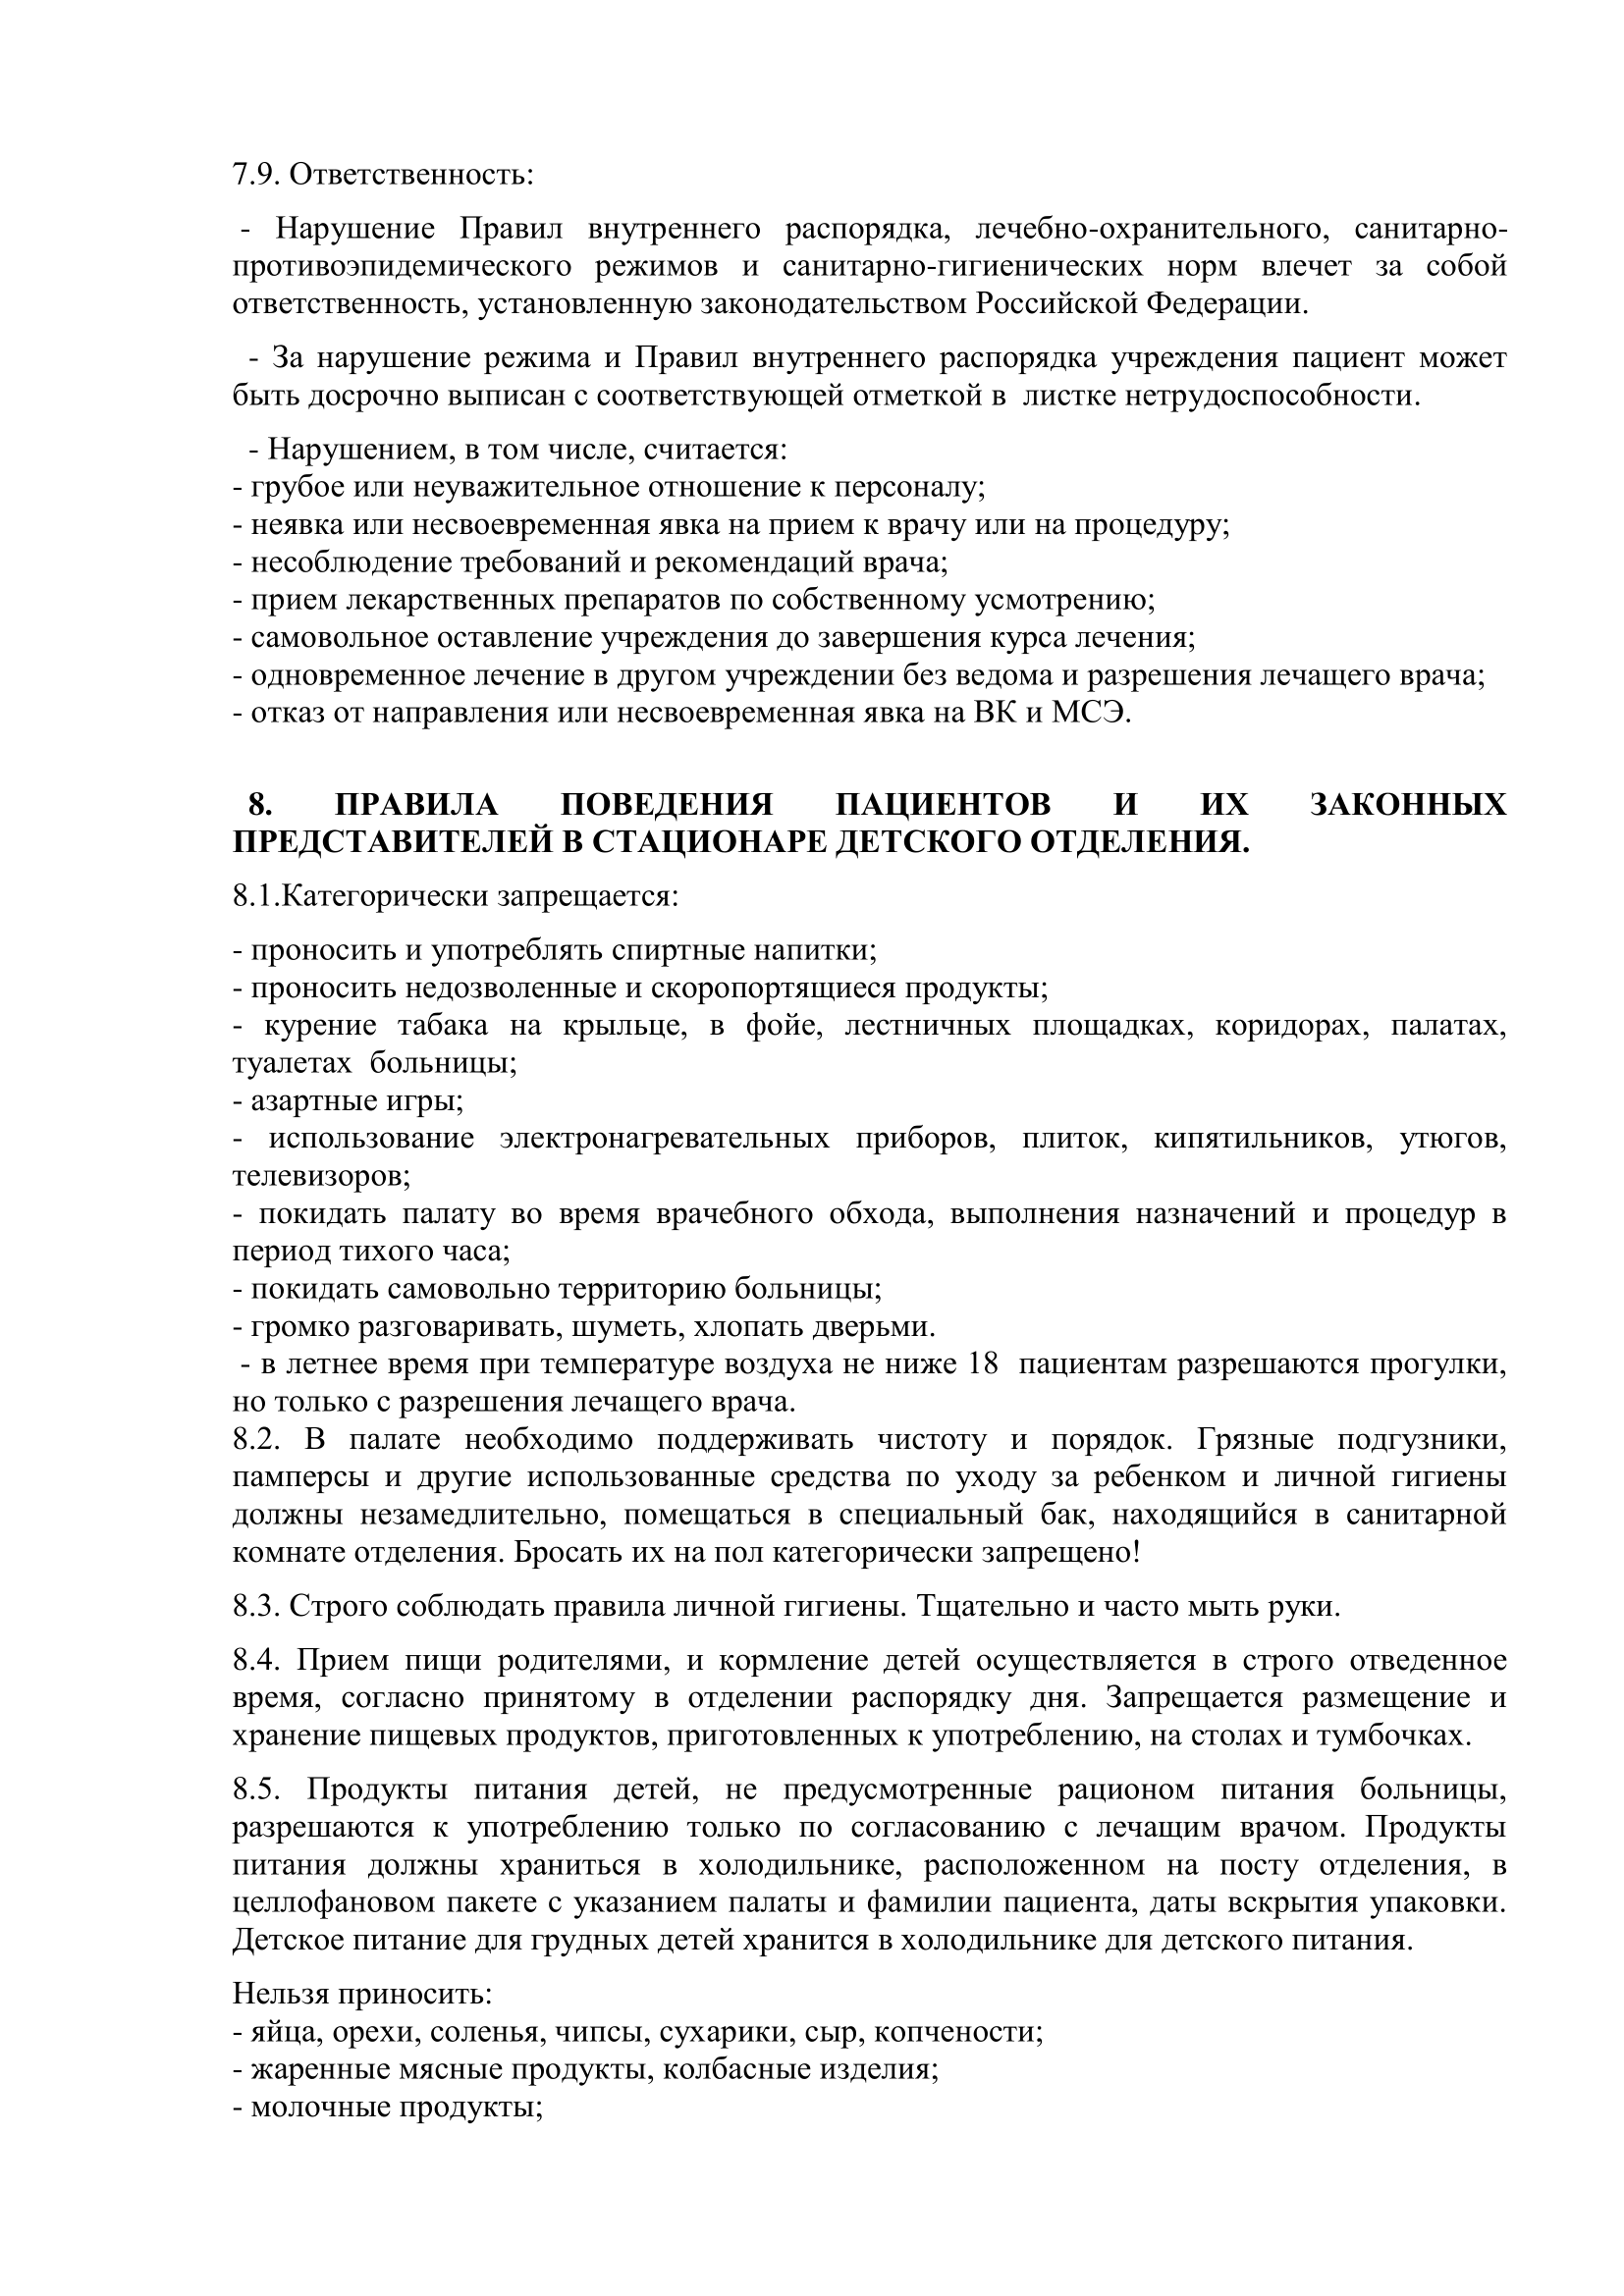 7.9. Ответственность:
- Нарушение Правил внутреннего распорядка, лечебно-охранительного, санитарно-
противоэпидемического режимов и санитарно-гигиенических норм влечет за собой
ответственность, установленную законодательством Российской Федерации.
- За нарушение режима и Правил внутреннего распорядка учреждения пациент может
быть досрочно выписан с соответствующей отметкой в листке нетрудоспособности.
- Нарушением, в том числе, считается:
- грубое или неуважительное отношение к персоналу;
- неявка или несвоевременная явка на прием к врачу или на процедуру;
- несоблюдение требований и рекомендаций врача;
- прием лекарственных препаратов по собственному усмотрению;
- самовольное оставление учреждения до завершения курса лечения;
- одновременное лечение в другом учреждении без ведома и разрешения лечащего врача;
- отказ от направления или несвоевременная явка на ВК и МСЭ.
8. ПРАВИЛА ПОВЕДЕНИЯ ПАЦИЕНТОВ И ИХ ЗАКОННЫХ
ПРЕДСТАВИТЕЛЕЙ В СТАЦИОНАРЕ ДЕТСКОГО ОТДЕЛЕНИЯ.
8.1.Категорически запрещается:
- проносить и употреблять спиртные напитки;
- проносить недозволенные и скоропортящиеся продукты;
- курение табака на крыльце, в фойе, лестничных площадках, коридорах, палатах,
туалетах больницы;
- азартные игры;
- использование электронагревательных приборов, плиток, кипятильников, утюгов,
телевизоров;
- покидать палату во время врачебного обхода, выполнения назначений и процедур в
период тихого часа;
- покидать самовольно территорию больницы;
- громко разговаривать, шуметь, хлопать дверьми.
- в летнее время при температуре воздуха не ниже 18 пациентам разрешаются прогулки,
но только с разрешения лечащего врача.
8.2. В палате необходимо поддерживать чистоту и порядок. Грязные подгузники,
памперсы и другие использованные средства по уходу за ребенком и личной гигиены
должны незамедлительно, помещаться в специальный бак, находящийся в санитарной
комнате отделения. Бросать их на пол категорически запрещено!
8.3. Строго соблюдать правила личной гигиены. Тщательно и часто мыть руки.
8.4. Прием пищи родителями, и кормление детей осуществляется в строго отведенное
время, согласно принятому в отделении распорядку дня. Запрещается размещение и
хранение пищевых продуктов, приготовленных к употреблению, на столах и тумбочках.
8.5. Продукты питания детей, не предусмотренные рационом питания больницы,
разрешаются к употреблению только по согласованию с лечащим врачом. Продукты
питания должны храниться в холодильнике, расположенном на посту отделения, в
целлофановом пакете с указанием палаты и фамилии пациента, даты вскрытия упаковки.
Детское питание для грудных детей хранится в холодильнике для детского питания.
Нельзя приносить:
- яйца, орехи, соленья, чипсы, сухарики, сыр, копчености;
- жаренные мясные продукты, колбасные изделия;
- молочные продукты;